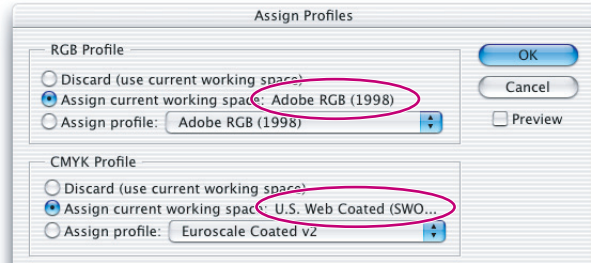 Assign Profiles
RGB Profile
Discard (use current working space)
Assign current working space: Adobe RGB (1998)
Assign profile: Adobe RGB (1998)
OK
Cancel
Preview
CMYK Profile
Discard (use current working space)
Assign current working space: U.S. Web Coated (SWO...
Assign profile: Euroscale Coated v2